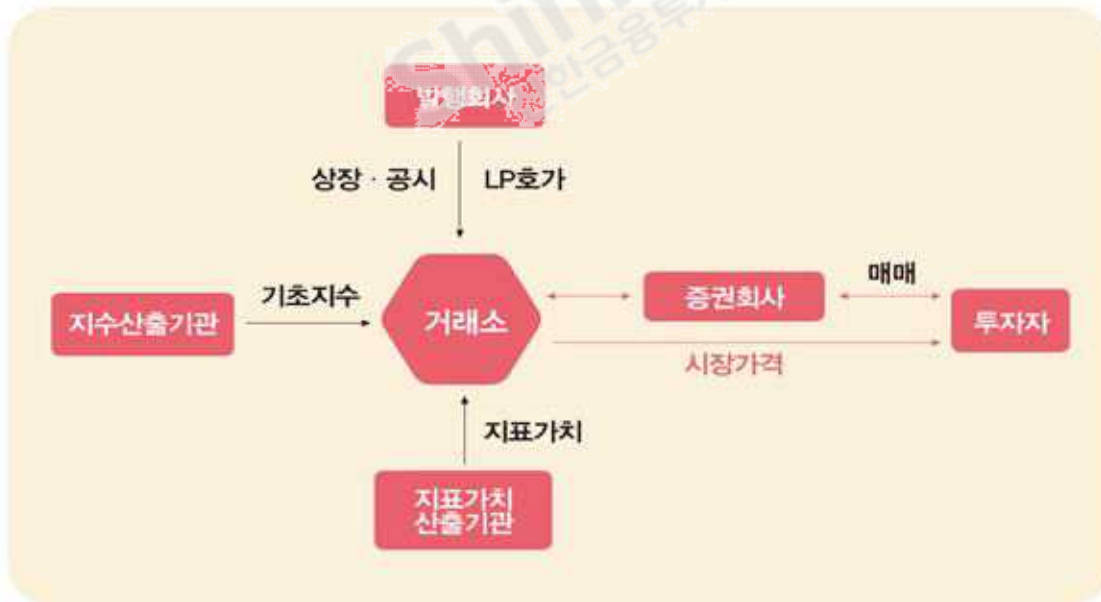 발행회사
상장 · 공시
LP호가
기초지수
지수산출기관
거래소
증권회사
매매
투자자
시장가격
지표가치
지표가치
산출기관